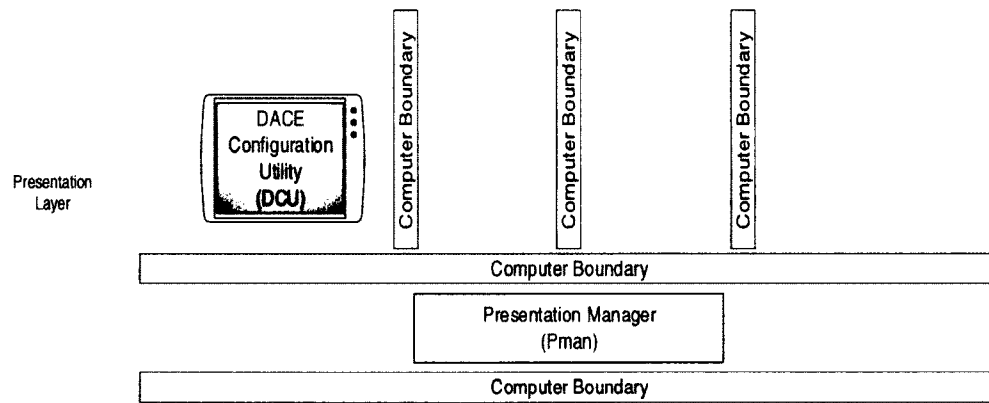 Presentation
Layer
DACE
Configuration
Utility
(DCU)
Computer Boundary
Computer Boundary
Computer Boundary
Computer Boundary
Presentation Manager
(Pman)
Computer Boundary